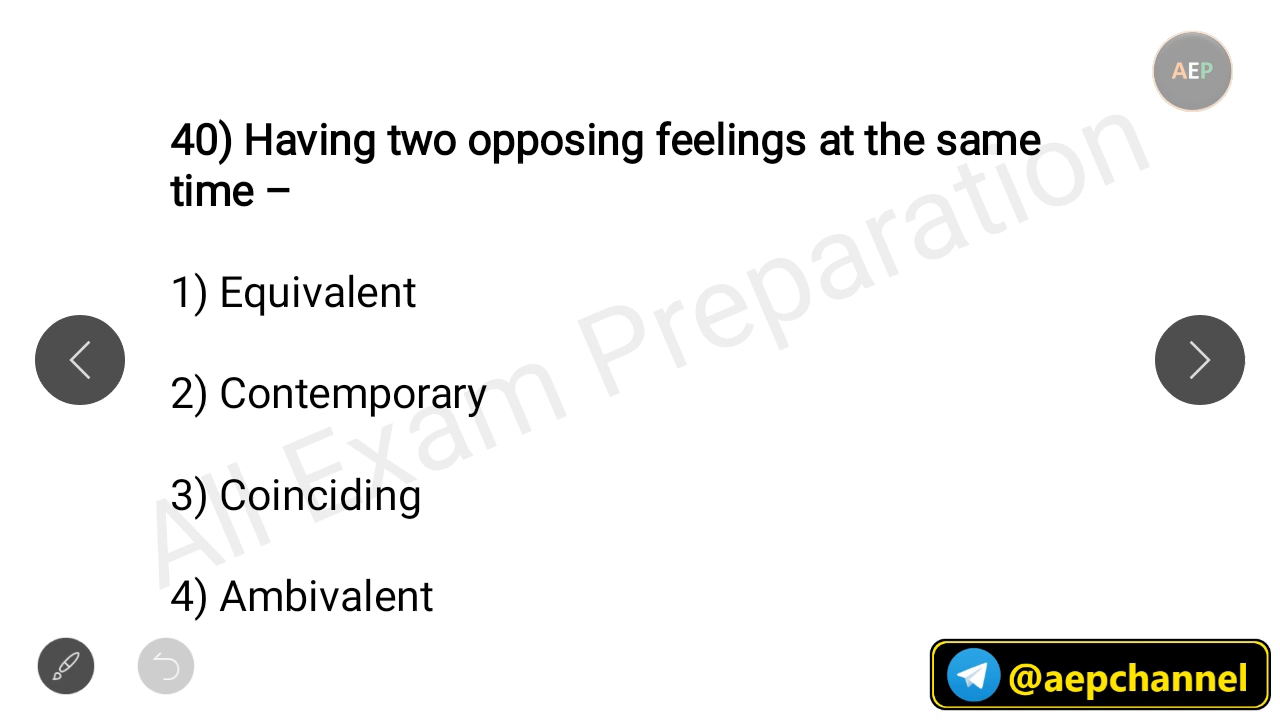 AEP
40) Having two opposing feelings at the same
time –
1) Equivalent
2) Contemporary
3) Coinciding
4) Ambivalent
All Exam Preparation
@aepchannel